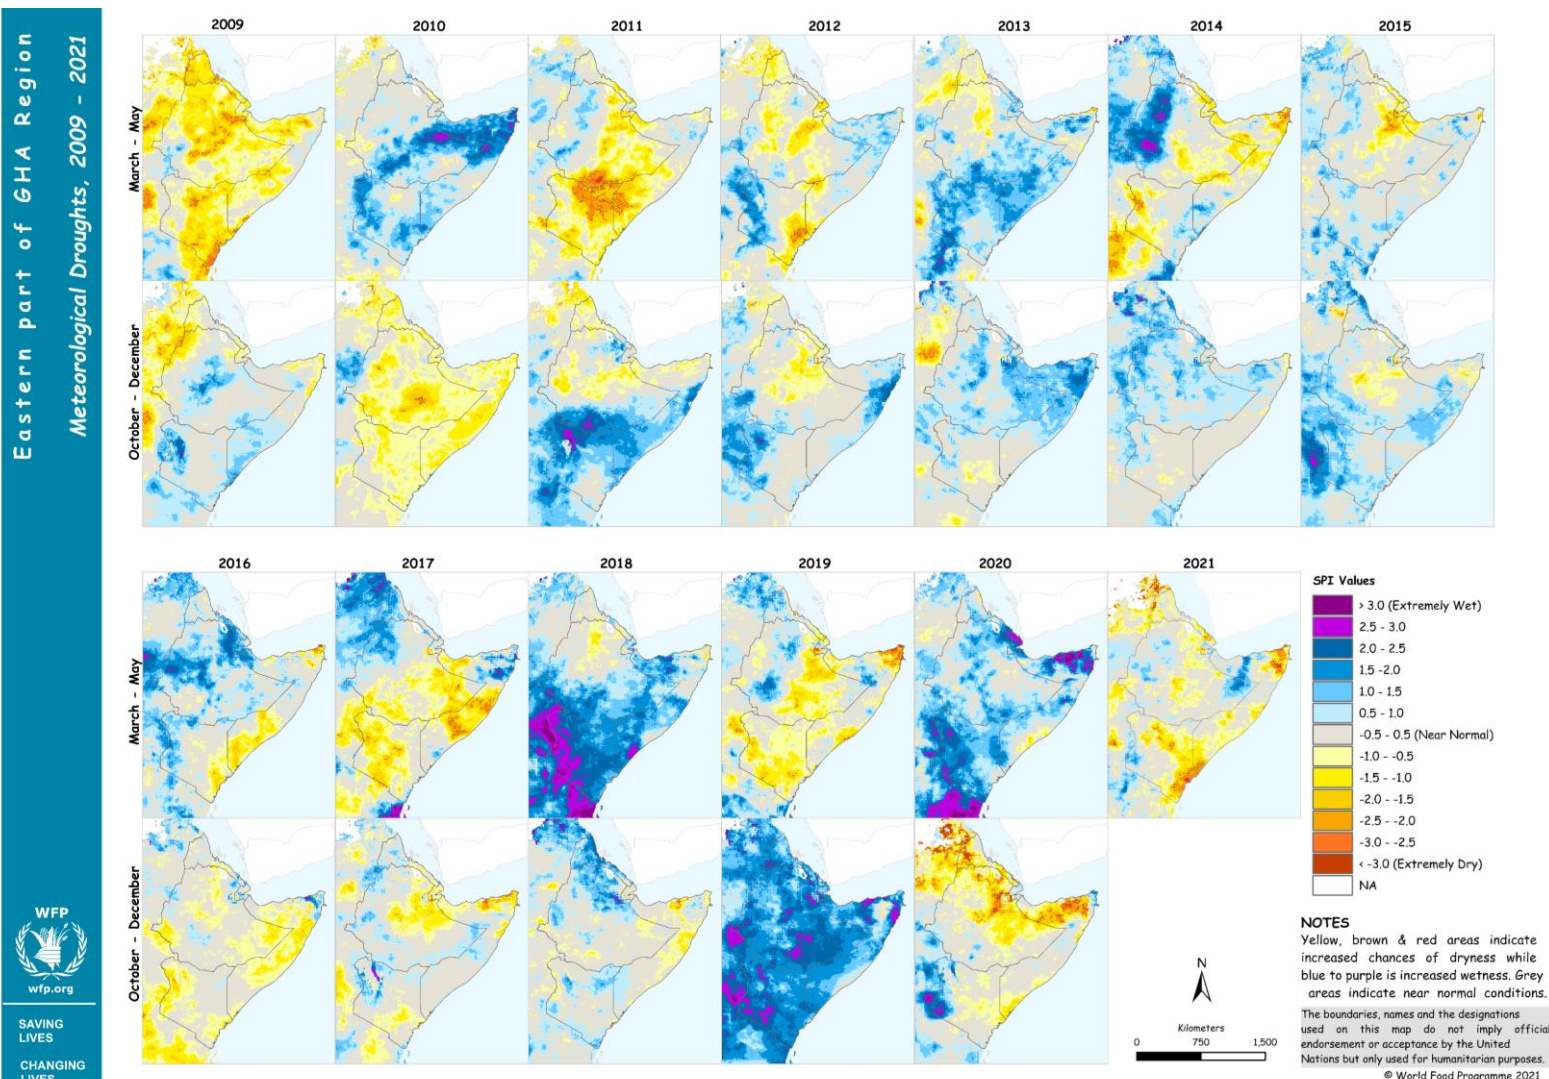 Eastern part of GHA Region
Meteorological Droughts, 2009 - 2021
2009 2010 2011 2012 2013 2014 2015
March - May
October - December
2016 2017 2018 2019 2020 2021
March - May
October - December
SPI Values
> 3.0 (Extremely Wet)
2.5 - 3.0
2.0 - 2.5
1.5 -2.0
1.0 - 1.5
0.5 - 1.0
-0.5 - 0.5 (Near Normal)
-1.0 - -0.5
-1.5 - -1.0
-2.0 - -1.5
-2.5 - -2.0
-3.0 - -2.5
< -3.0 (Extremely Dry)
NA
NOTES
Yellow, brown & red areas indicate
increased chances of dryness while
blue to purple is increased wetness. Grey
areas indicate near normal conditions.
The boundaries, names and the designations
used on this map do not imply official
endorsement or acceptance by the United
Nations but only used for humanitarian purposes.
© World Food Programme 2021
N
Kilometers
0 750 1,500
WFP
wfp.org
SAVING
LIVES
CHANGING
LIVES